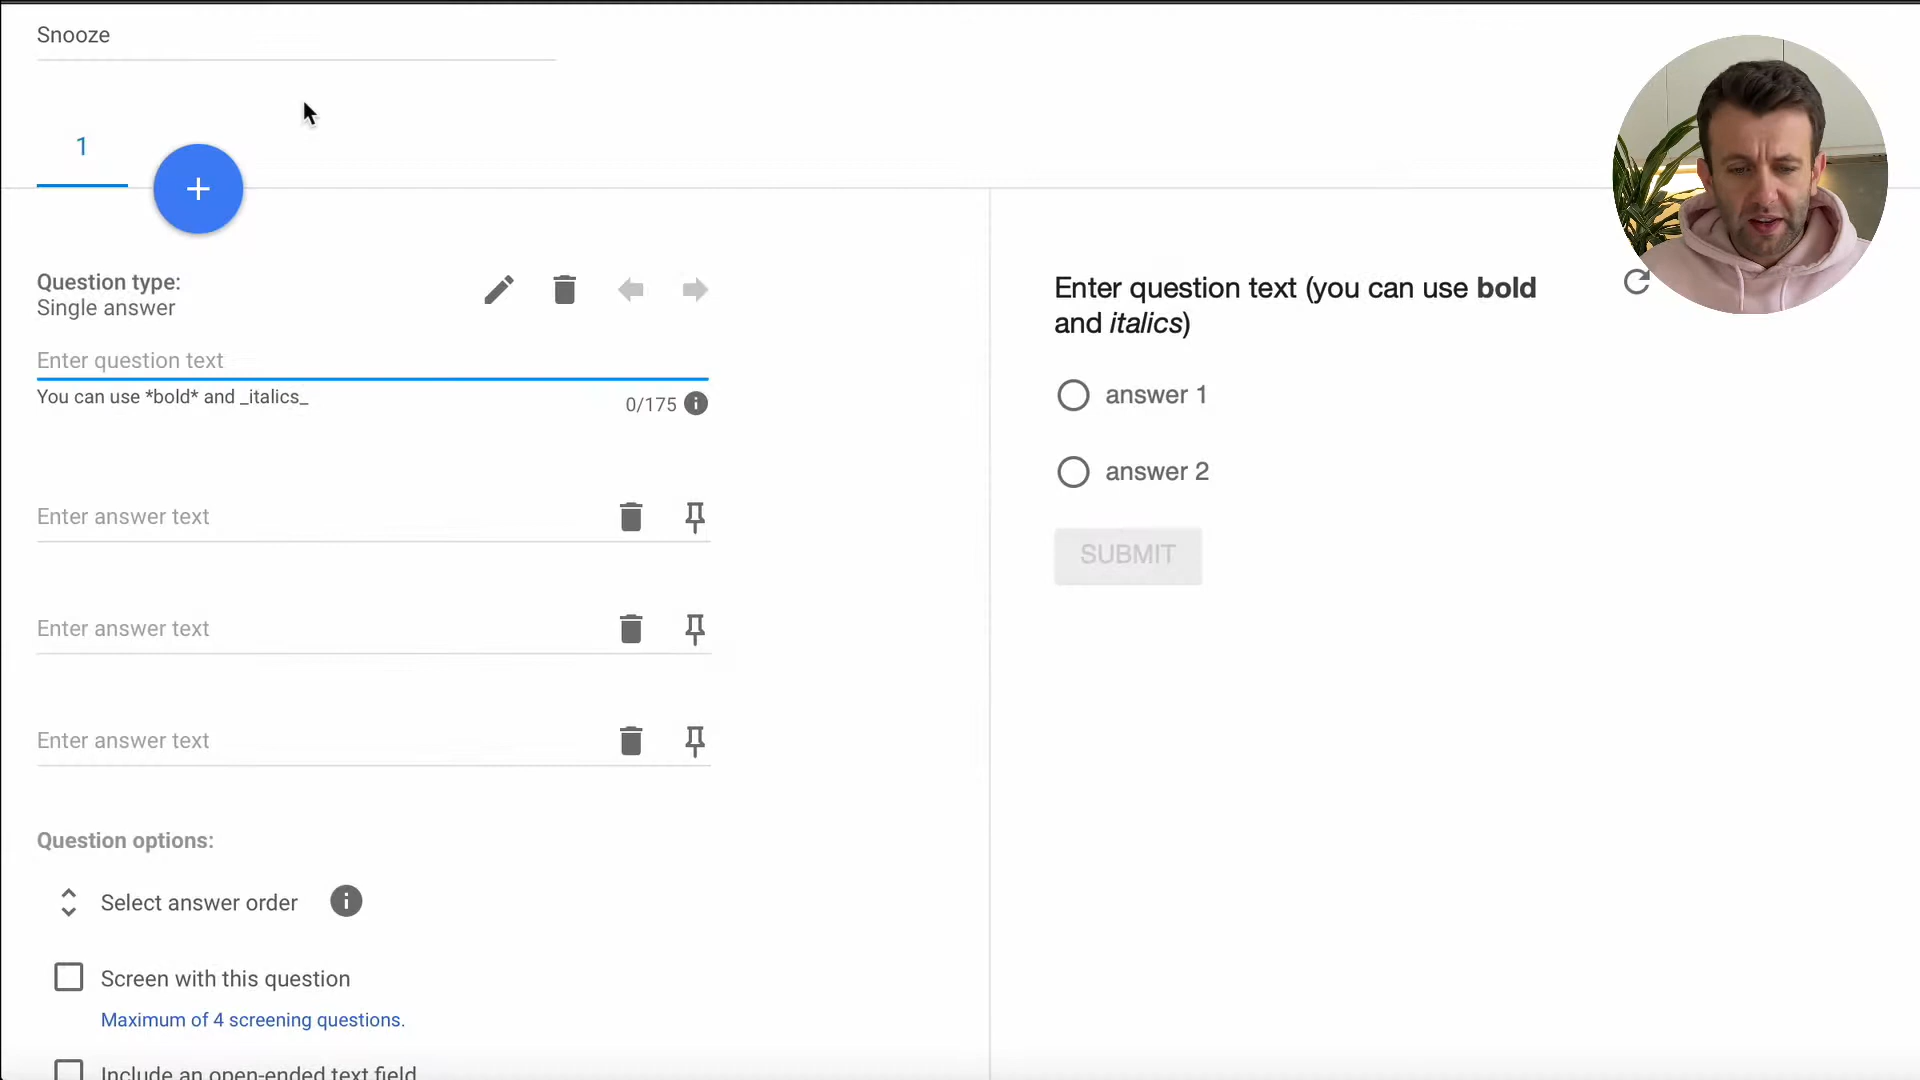 Snooze
1
+
Question type:
Single answer
Enter question text
You can use *bold* and _italics_
0/175
Enter answer text
Enter answer text
Enter answer text
Question options:
Select answer order
Screen with this question
Maximum of 4 screening questions.
Include an open-ended text field
Enter question text (you can use bold
and italics)
answer 1
answer 2
SUBMIT